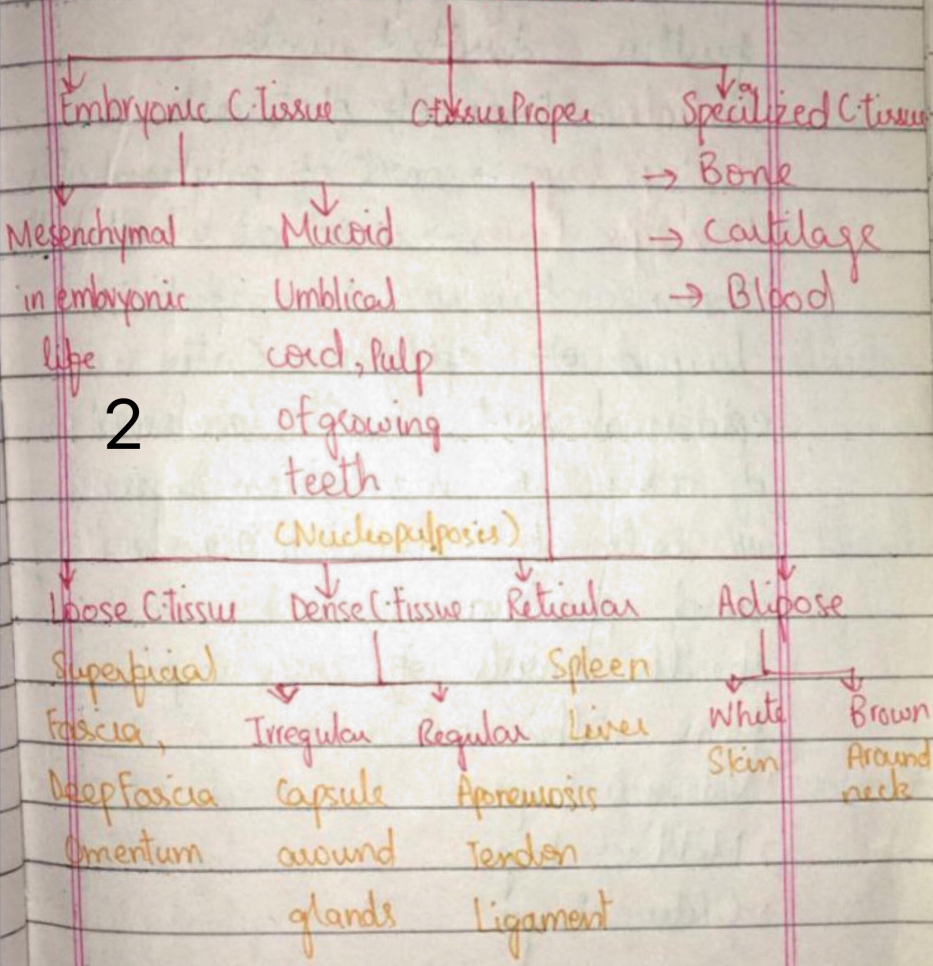 Embryonic C.Tissue C.tissue Proper Specialized C tissue
→ Bone
Mesenchymal Mucoid → Cartilage
in embryonic Umblical → Blood
life cord, Pulp
2 of growing
teeth
(Nucleopulposis)
Loose C.Tissue Dense C.tissue Reticular Adipose
Superficial Spleen
Fascia, Irregular Regular Liver White Brown
Skin Around
Deep Fascia Capsule Aponeurosis neck
Omentum around Tendon
glands Ligament